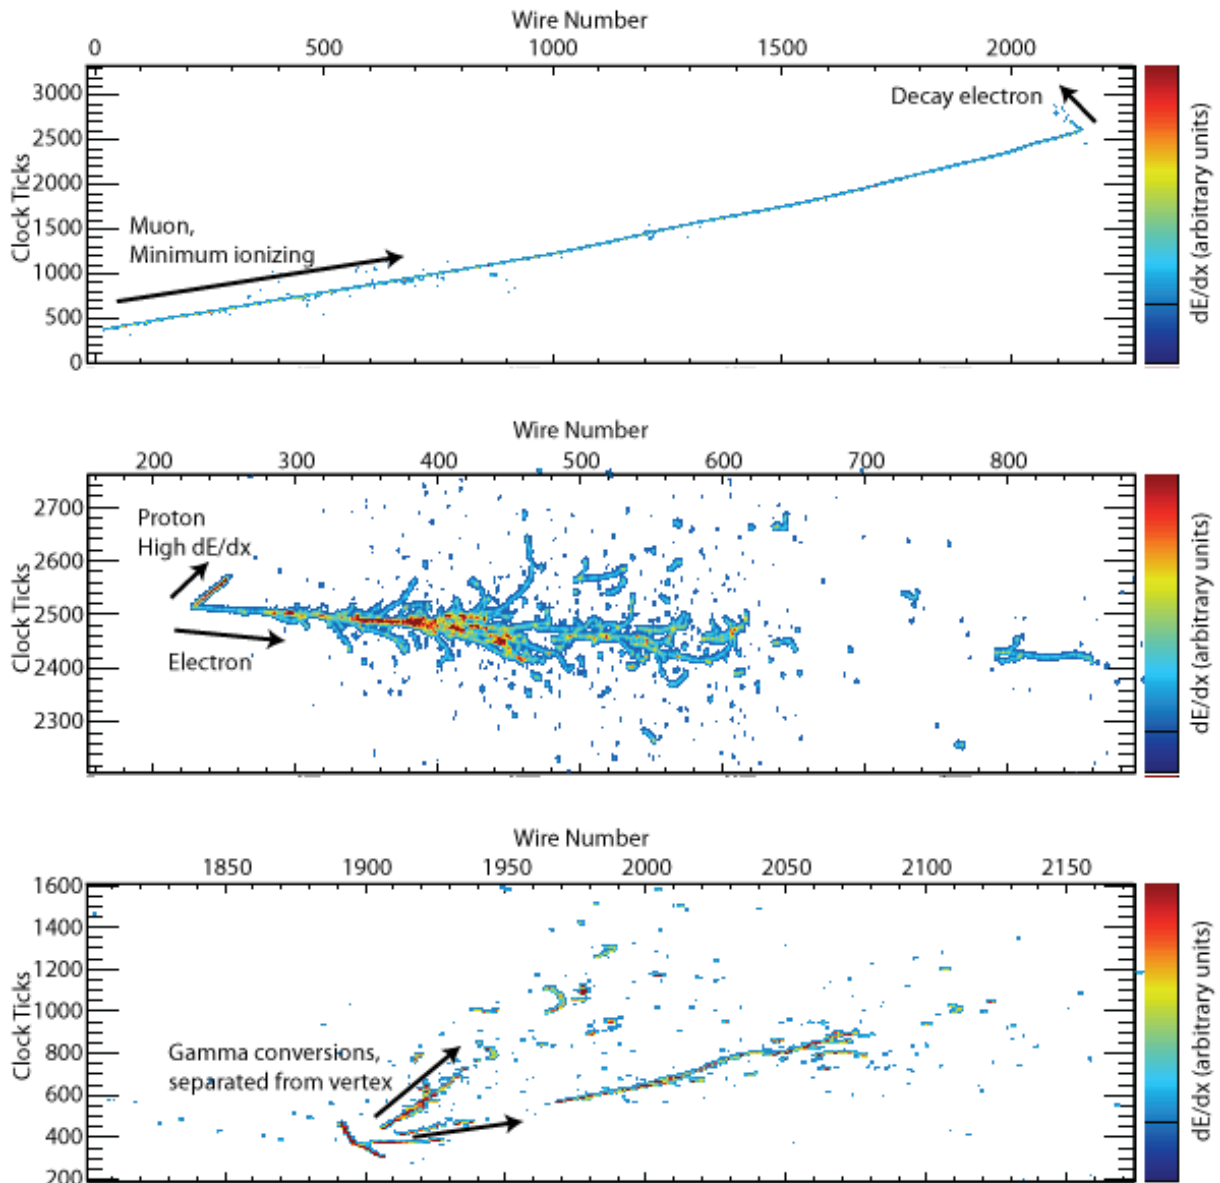 Wire Number
0 500 1000 1500 2000
3000
2500
2000
1500
1000
500
0
Clock Ticks
Decay electron
Muon,
Minimum ionizing
dE/dx (arbitrary units)
Wire Number
200 300 400 500 600 700 800
2700
2600
2500
2400
2300
Clock Ticks
Proton
High dE/dx
Electron
dE/dx (arbitrary units)
Wire Number
1850 1900 1950 2000 2050 2100 2150
1600
1400
1200
1000
800
600
400
200
Clock Ticks
Gamma conversions,
separated from vertex
dE/dx (arbitrary units)